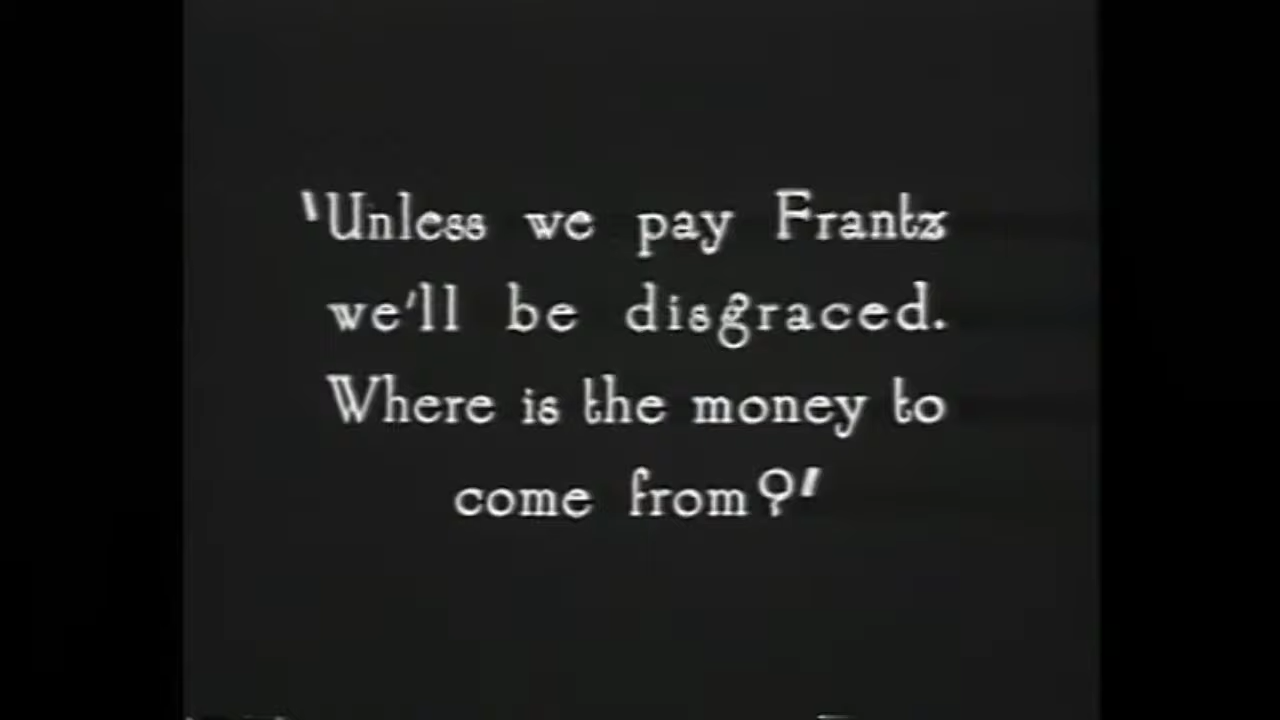 "Unless we pay Frantz
we'll be disgraced.
Where is the money to
come from?"